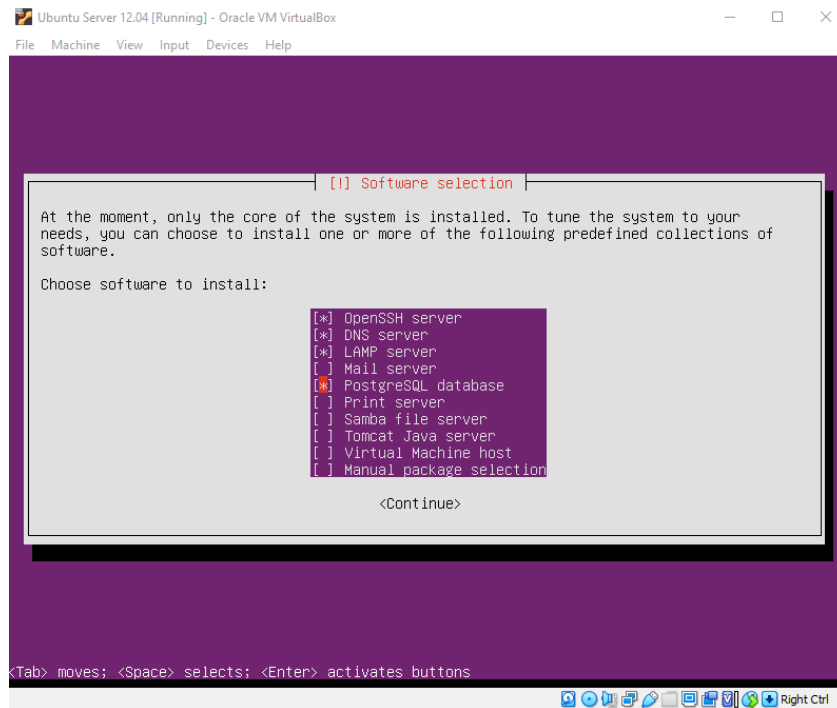 Ubuntu Server 12.04 [Running] - Oracle VM VirtualBox
File Machine View Input Devices Help
[!] Software selection
At the moment, only the core of the system is installed. To tune the system to your
needs, you can choose to install one or more of the following predefined collections of
software.
Choose software to install:
[*] OpenSSH server
[*] DNS server
[*] LAMP server
[ ] Mail server
[*] PostgreSQL database
[ ] Print server
[ ] Samba file server
[ ] Tomcat Java server
[ ] Virtual Machine host
[ ] Manual package selection
<Continue>
<Tab> moves; <Space> selects; <Enter> activates buttons
Right Ctrl